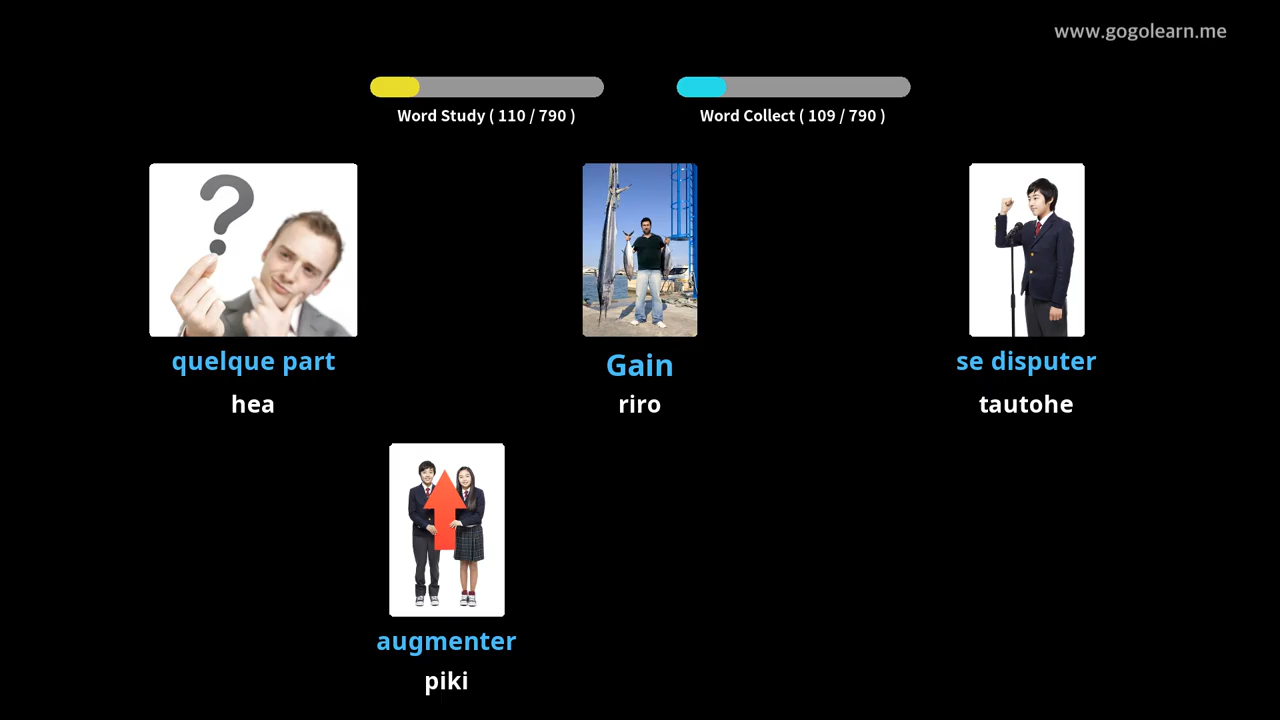 www.gogolearn.me
Word Study ( 110 / 790 )
Word Collect ( 109 / 790 )
quelque part
hea
Gain
riro
se disputer
tautohe
augmenter
piki